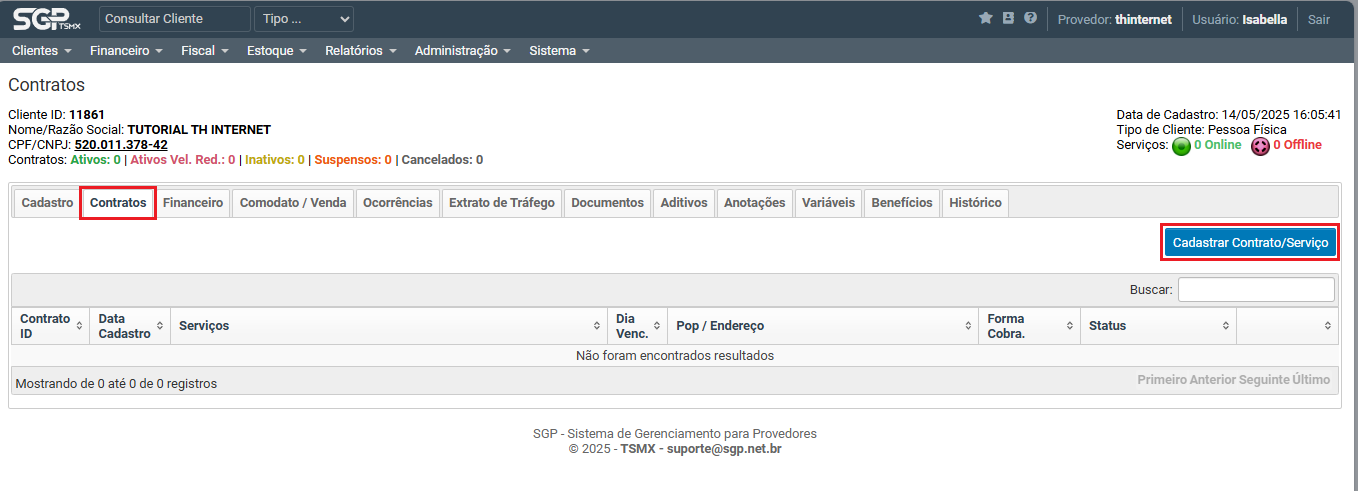 SGP TSMX Consultar Cliente Tipo ... Provedor: thinternet Usuário: Isabella Sair
Clientes Financeiro Fiscal Estoque Relatórios Administração Sistema
Contratos
Cliente ID: 11861
Nome/Razão Social: TUTORIAL TH INTERNET
CPF/CNPJ: 520.011.378-42
Contratos: Ativos: 0 | Ativos Vel. Red.: 0 | Inativos: 0 | Suspensos: 0 | Cancelados: 0
Data de Cadastro: 14/05/2025 16:05:41
Tipo de Cliente: Pessoa Física
Serviços: 0 Online 0 Offline
Cadastro Contratos Financeiro Comodato / Venda Ocorrências Extrato de Tráfego Documentos Aditivos Anotações Variáveis Benefícios Histórico
Cadastrar Contrato/Serviço
Buscar:
Contrato ID Data Cadastro Serviços Dia Venc. Pop / Endereço Forma Cobra. Status
Não foram encontrados resultados
Mostrando de 0 até 0 de 0 registros Primeiro Anterior Seguinte Último
SGP - Sistema de Gerenciamento para Provedores
© 2025 - TSMX - suporte@sgp.net.br